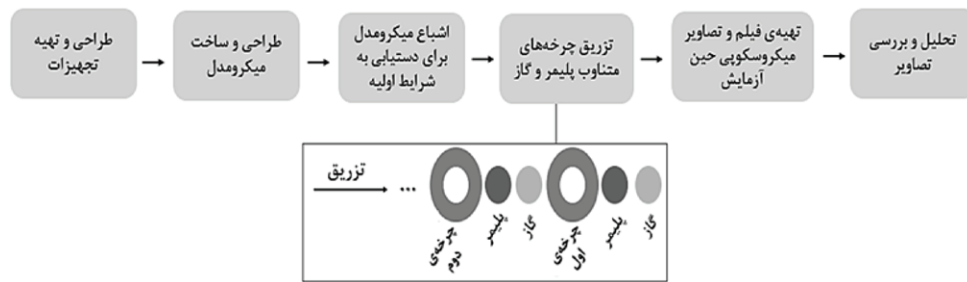 طراحی و تهیه
تجهیزات
طراحی و ساخت
میکرومدل
اشباع میکرومدل
برای دستیابی به
شرایط اولیه
تزریق چرخه‌های
متناوب پلیمر و گاز
تهیه‌ی فیلم و تصاویر
میکروسکوپی حین
آزمایش
تحلیل و بررسی
تصاویر
تزریق
...
چرخه‌ی
دوم
پلیمر
گاز
چرخه‌ی
اول
پلیمر
گاز